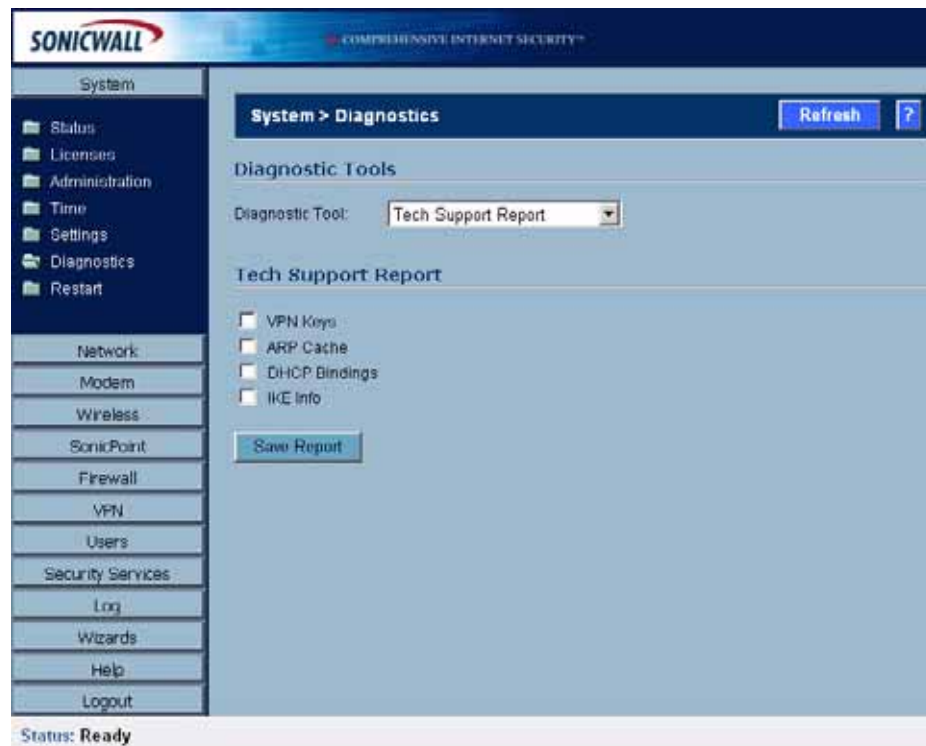 SONICWALL
COMPREHENSIVE INTERNET SECURITY™
System
Status
Licenses
Administration
Time
Settings
Diagnostics
Restart
Network
Modem
Wireless
SonicPoint
Firewall
VPN
Users
Security Services
Log
Wizards
Help
Logout
System > Diagnostics
Refresh
?
Diagnostic Tools
Diagnostic Tool: Tech Support Report
Tech Support Report
VPN Keys
ARP Cache
DHCP Bindings
IKE Info
Save Report
Status: Ready